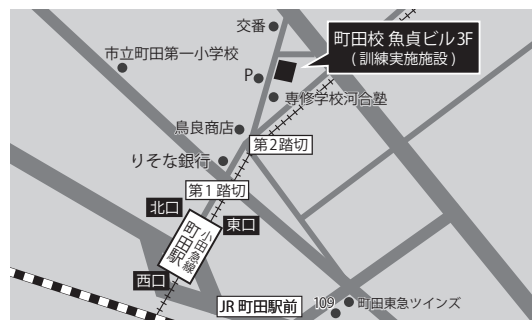 交番
町田校 魚貞ビル3F
(訓練実施施設)
市立町田第一小学校
P
専修学校河合塾
鳥良商店
第2踏切
りそな銀行
第1踏切
北口
東口
小田急線
町田駅
西口
JR 町田駅前
109
町田東急ツインズ